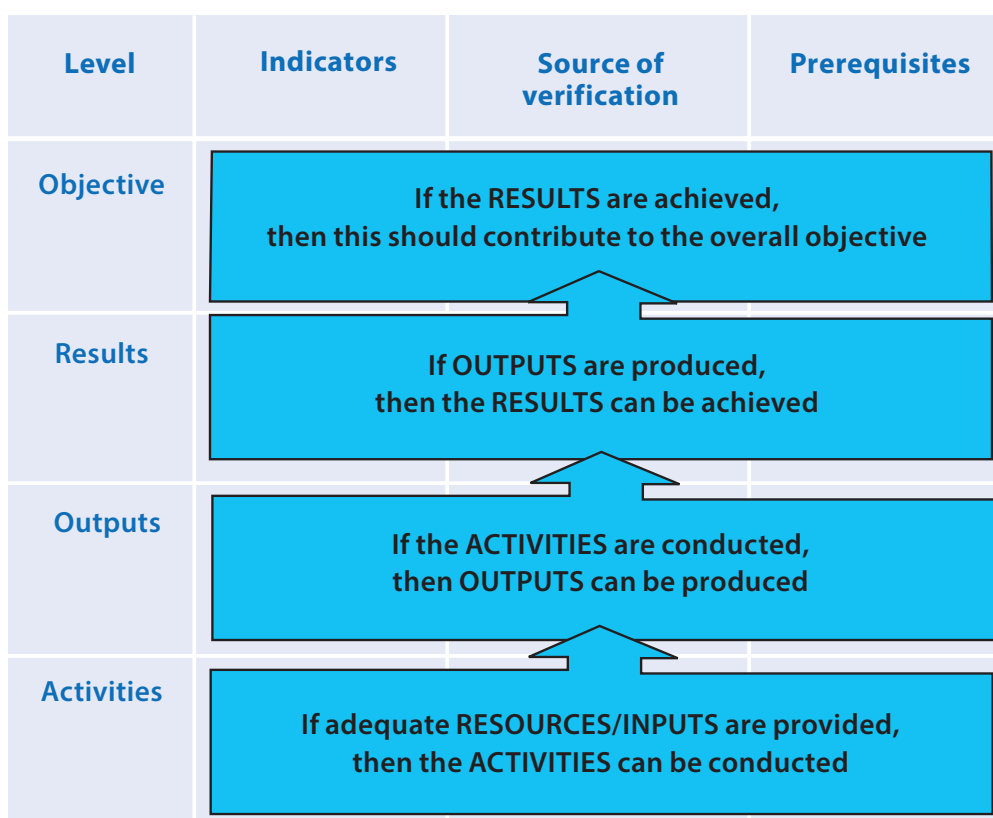 Level
Indicators
Source of
verification
Prerequisites
Objective
If the RESULTS are achieved,
then this should contribute to the overall objective
Results
If OUTPUTS are produced,
then the RESULTS can be achieved
Outputs
If the ACTIVITIES are conducted,
then OUTPUTS can be produced
Activities
If adequate RESOURCES/INPUTS are provided,
then the ACTIVITIES can be conducted